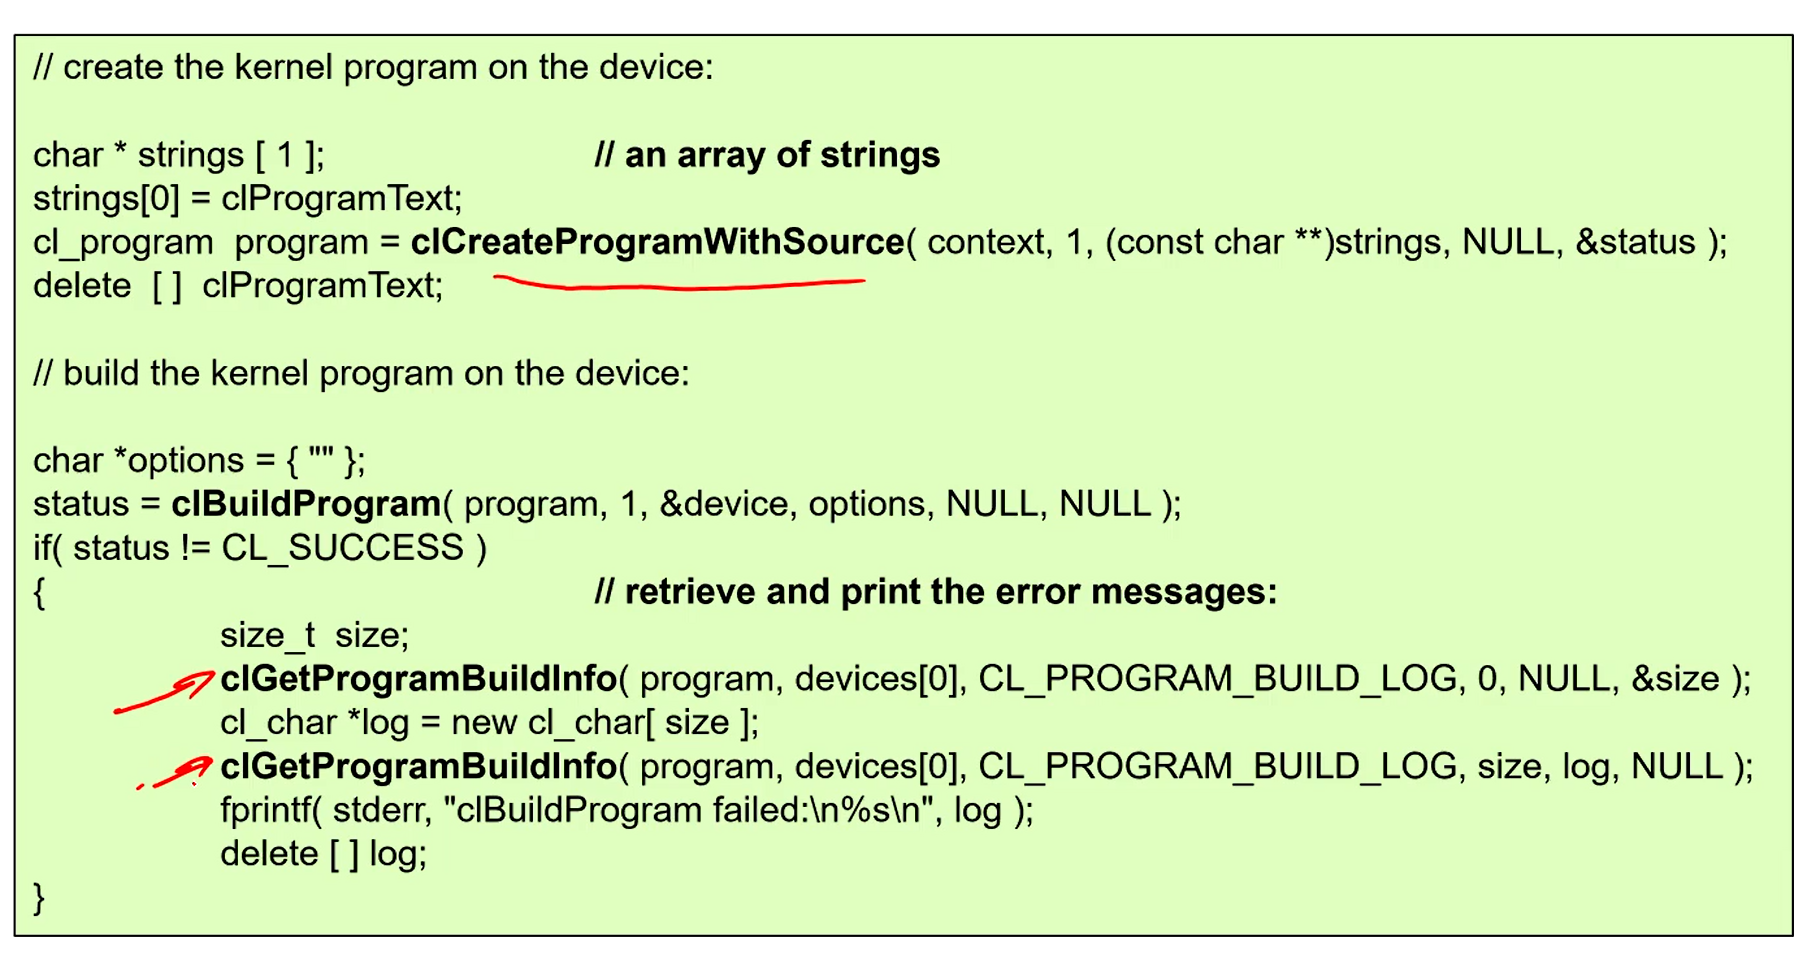 // create the kernel program on the device:
char * strings [ 1 ]; // an array of strings
strings[0] = clProgramText;
cl_program program = clCreateProgramWithSource( context, 1, (const char **)strings, NULL, &status );
delete [ ] clProgramText;
// build the kernel program on the device:
char *options = { "" };
status = clBuildProgram( program, 1, &device, options, NULL, NULL );
if( status != CL_SUCCESS )
{ // retrieve and print the error messages:
size_t size;
clGetProgramBuildInfo( program, devices[0], CL_PROGRAM_BUILD_LOG, 0, NULL, &size );
cl_char *log = new cl_char[ size ];
clGetProgramBuildInfo( program, devices[0], CL_PROGRAM_BUILD_LOG, size, log, NULL );
fprintf( stderr, "clBuildProgram failed:\n%s\n", log );
delete [ ] log;
}